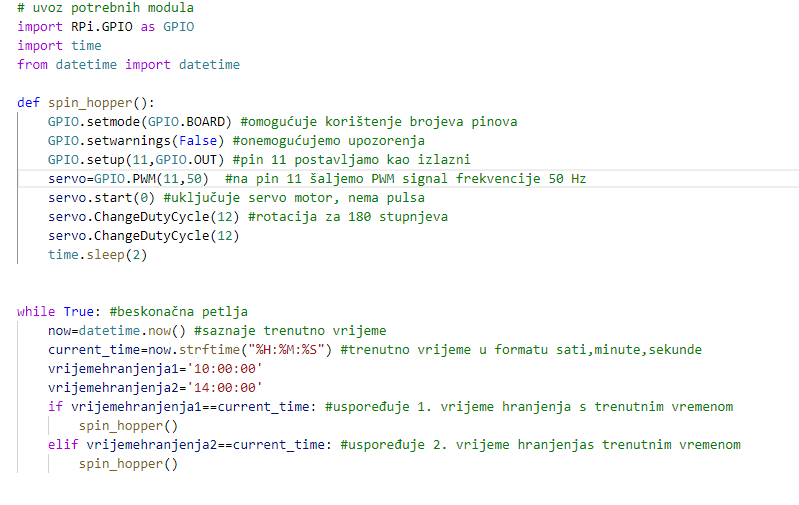 # uvoz potrebnih modula
import RPi.GPIO as GPIO
import time
from datetime import datetime
def spin_hopper():
GPIO.setmode(GPIO.BOARD) #omogućuje korištenje brojeva pinova
GPIO.setwarnings(False) #onemogućujemo upozorenja
GPIO.setup(11,GPIO.OUT) #pin 11 postavljamo kao izlazni
servo=GPIO.PWM(11,50)  #na pin 11 šaljemo PWM signal frekvencije 50 Hz
servo.start(0) #uključuje servo motor, nema pulsa
servo.ChangeDutyCycle(12) #rotacija za 180 stupnjeva
servo.ChangeDutyCycle(12)
time.sleep(2)
while True: #beskonačna petlja
now=datetime.now() #saznaje trenutno vrijeme
current_time=now.strftime("%H:%M:%S") #trenutno vrijeme u formatu sati,minute,sekunde
vrijemehranjenja1='10:00:00'
vrijemehranjenja2='14:00:00'
if vrijemehranjenja1==current_time: #uspoređuje 1. vrijeme hranjenja s trenutnim vremenom
spin_hopper()
elif vrijemehranjenja2==current_time: #uspoređuje 2. vrijeme hranjenjas trenutnim vremenom
spin_hopper()